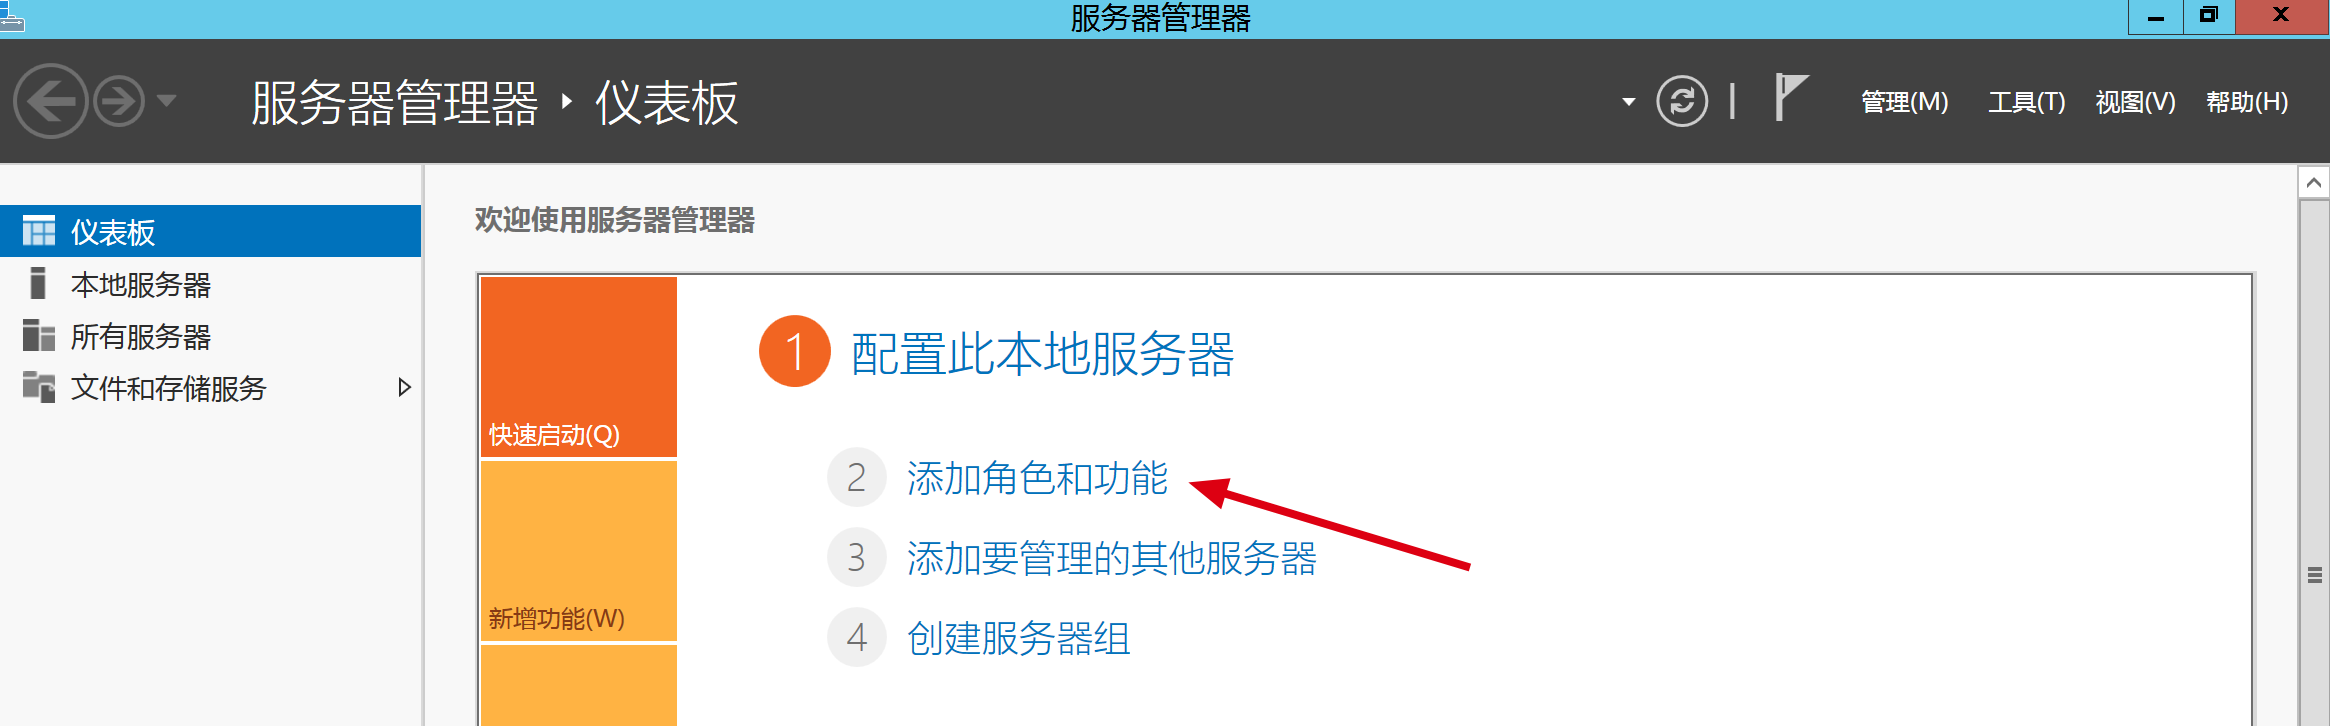 服务器管理器
服务器管理器 仪表板
管理(M) 工具(T) 视图(V) 帮助(H)
仪表板
本地服务器
所有服务器
文件和存储服务
欢迎使用服务器管理器
快速启动(Q)
新增功能(W)
1 配置此本地服务器
2 添加角色和功能
3 添加要管理的其他服务器
4 创建服务器组